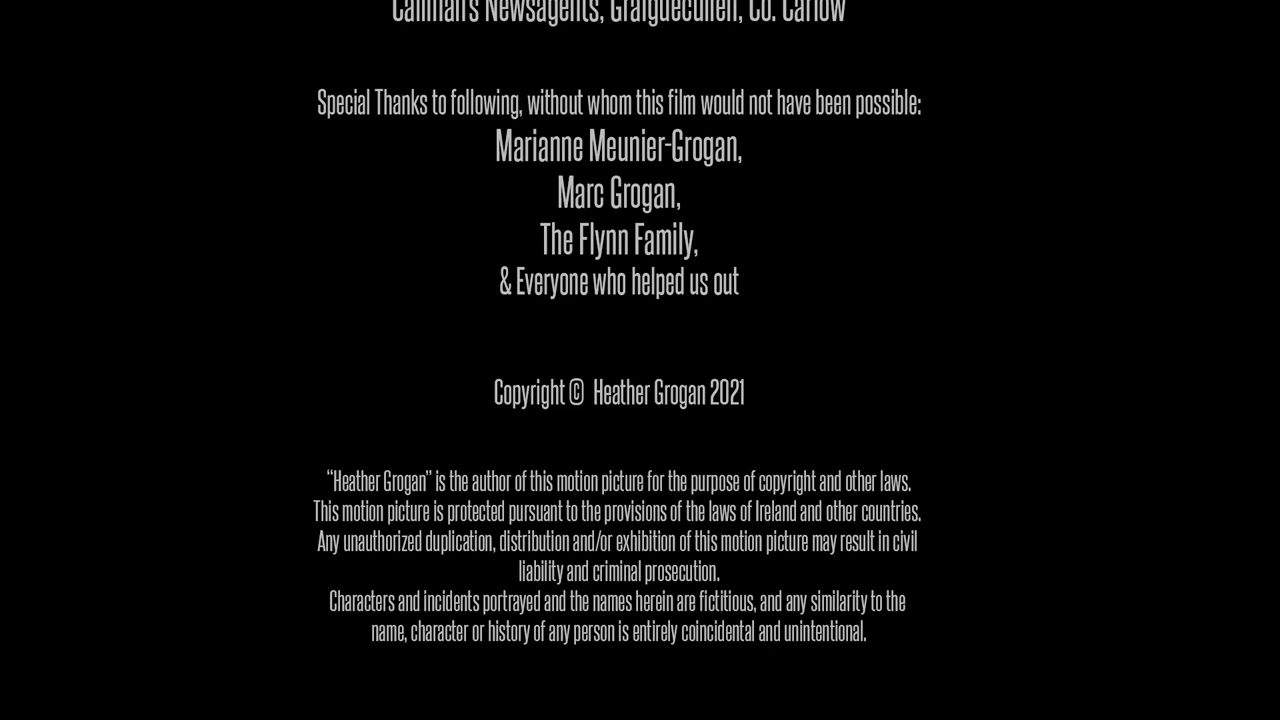 Newsagents, Graiguecullen, Co. Carlow
Special Thanks to following, without whom this film would not have been possible:
Marianne Meunier-Grogan,
Marc Grogan,
The Flynn Family,
& Everyone who helped us out
Copyright © Heather Grogan 2021
“Heather Grogan” is the author of this motion picture for the purpose of copyright and other laws.
This motion picture is protected pursuant to the provisions of the laws of Ireland and other countries.
Any unauthorized duplication, distribution and/or exhibition of this motion picture may result in civil
liability and criminal prosecution.
Characters and incidents portrayed and the names herein are fictitious, and any similarity to the
name, character or history of any person is entirely coincidental and unintentional.